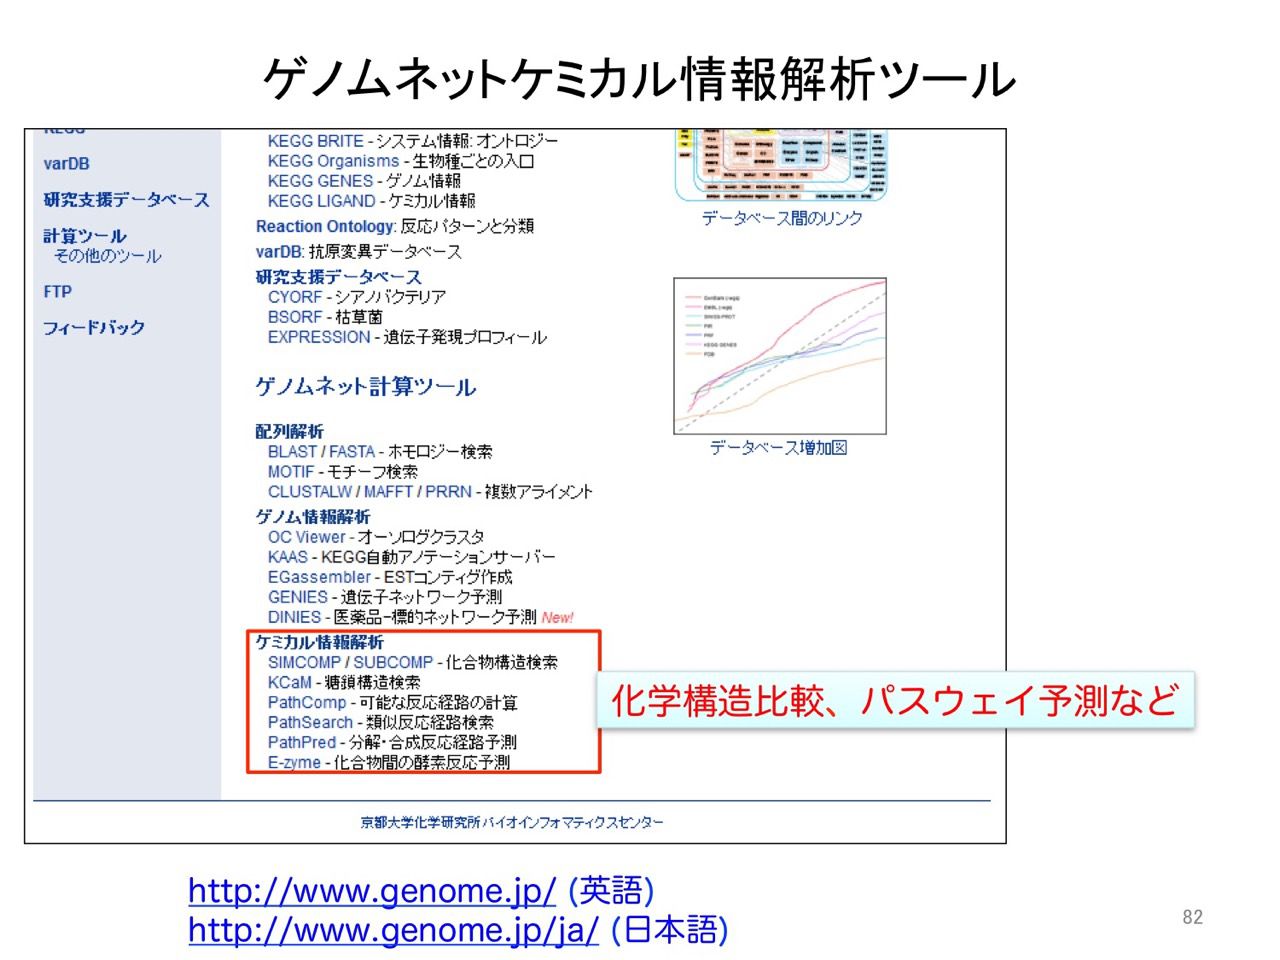 ゲノムネットケミカル情報解析ツール
KEGG
varDB
研究支援データベース
計算ツール
その他のツール
FTP
フィードバック
KEGG BRITE - システム情報: オントロジー
KEGG Organisms - 生物種ごとの入口
KEGG GENES - ゲノム情報
KEGG LIGAND - ケミカル情報
Reaction Ontology: 反応パターンと分類
varDB: 抗原変異データベース
研究支援データベース
CYORF - シアノバクテリア
BSORF - 枯草菌
EXPRESSION - 遺伝子発現プロフィール
ゲノムネット計算ツール
配列解析
BLAST / FASTA - ホモロジー検索
MOTIF - モチーフ検索
CLUSTALW / MAFFT / PRRN - 複数アライメント
ゲノム情報解析
OC Viewer - オーソログクラスタ
KAAS - KEGG自動アノテーションサーバー
EGassembler - ESTコンティグ作成
GENIES - 遺伝子ネットワーク予測
DINIES - 医薬品-標的ネットワーク予測 New!
ケミカル情報解析
SIMCOMP / SUBCOMP - 化合物構造検索
KCaM - 糖鎖構造検索
PathComp - 可能な反応経路の計算
PathSearch - 類似反応経路検索
PathPred - 分解・合成反応経路予測
E-zyme - 化合物間の酵素反応予測
データベース間のリンク
SWISS-PROT
PIR
PRF
KEGG GENES
PDB
データベース増加図
化学構造比較、パスウェイ予測など
京都大学化学研究所バイオインフォマティクスセンター
http://www.genome.jp/ (英語)
http://www.genome.jp/ja/ (日本語)
82